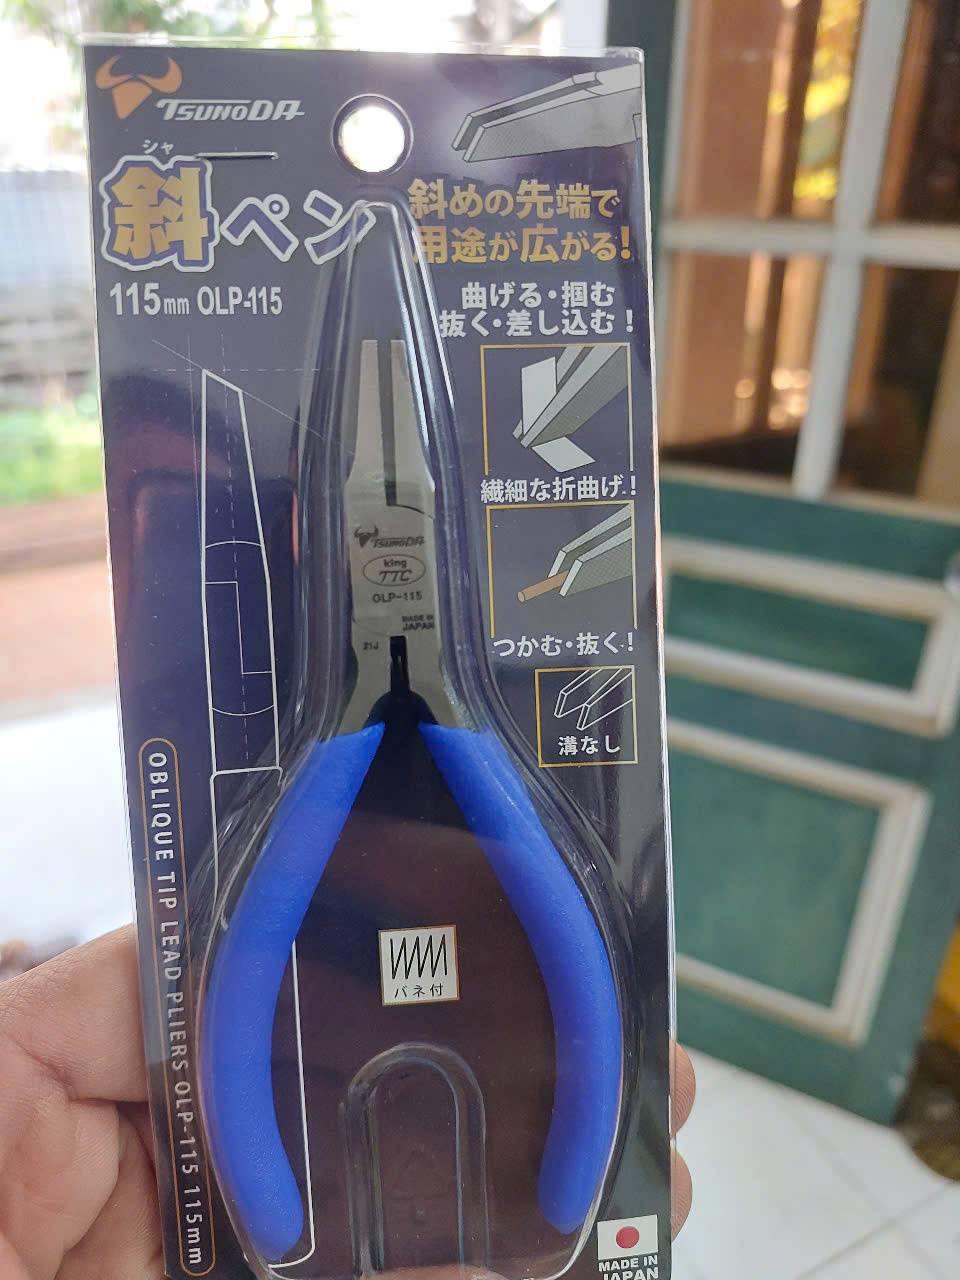 TSUNODA
シャ
斜ペン
115mm OLP-115
斜めの先端で
用途が広がる!
曲げる・掴む
抜く・差し込む!
繊細な折曲げ!
つかむ・抜く!
溝なし
TSUNODA
king
TTC
OLP-115
MADE IN
JAPAN
21J
OBLIQUE TIP LEAD PLIERS OLP-115 115mm
バネ付
MADE IN
JAPAN